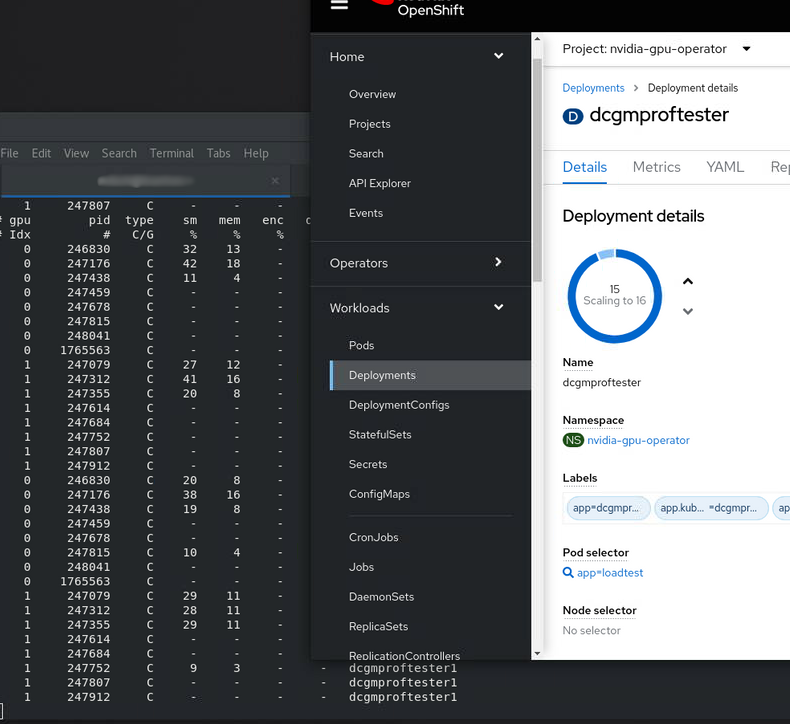 File Edit View Search Terminal Tabs Help
1 247807 C - - -
# gpu pid type sm mem enc
# Idx # C/G % % %
0 246830 C 32 13 -
0 247176 C 42 18 -
0 247438 C 11 4 -
0 247459 C - - -
0 247678 C - - -
0 247815 C - - -
0 248041 C - - -
0 1765563 C - - -
1 247079 C 27 12 -
1 247312 C 41 16 -
1 247355 C 20 8 -
1 247614 C - - -
1 247684 C - - -
1 247752 C - - -
1 247807 C - - -
1 247912 C - - -
0 246830 C 20 8 -
0 247176 C 38 16 -
0 247438 C 19 8 -
0 247459 C - - -
0 247678 C - - -
0 247815 C 10 4 -
0 248041 C - - -
0 1765563 C - - -
1 247079 C 29 11 -
1 247312 C 28 11 -
1 247355 C 29 11 -
1 247614 C - - -
1 247684 C - - -
1 247752 C 9 3 - - dcgmproftester1
1 247807 C - - - - dcgmproftester1
1 247912 C - - - - dcgmproftester1
OpenShift
Home
Overview
Projects
Search
API Explorer
Events
Operators
Workloads
Pods
Deployments
DeploymentConfigs
StatefulSets
Secrets
ConfigMaps
CronJobs
Jobs
DaemonSets
ReplicaSets
ReplicationControllers
Project: nvidia-gpu-operator
Deployments > Deployment details
D dcgmproftester
Details Metrics YAML Rep
Deployment details
15
Scaling to 16
Name
dcgmproftester
Namespace
NS nvidia-gpu-operator
Labels
app=dcgmpr... app.kub... =dcgmpr... ap
Pod selector
app=loadtest
Node selector
No selector